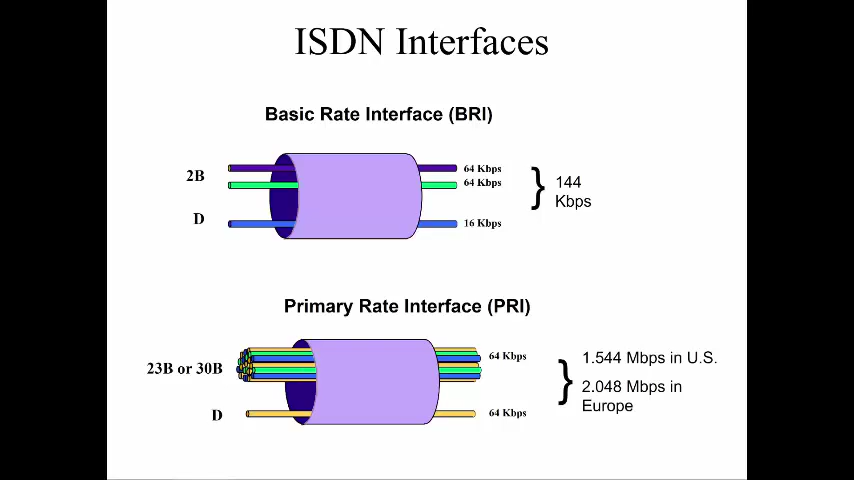 ISDN Interfaces
Basic Rate Interface (BRI)
2B
64 Kbps
64 Kbps
D
16 Kbps
} 144
Kbps
Primary Rate Interface (PRI)
23B or 30B
64 Kbps
D
64 Kbps
} 1.544 Mbps in U.S.
2.048 Mbps in
Europe